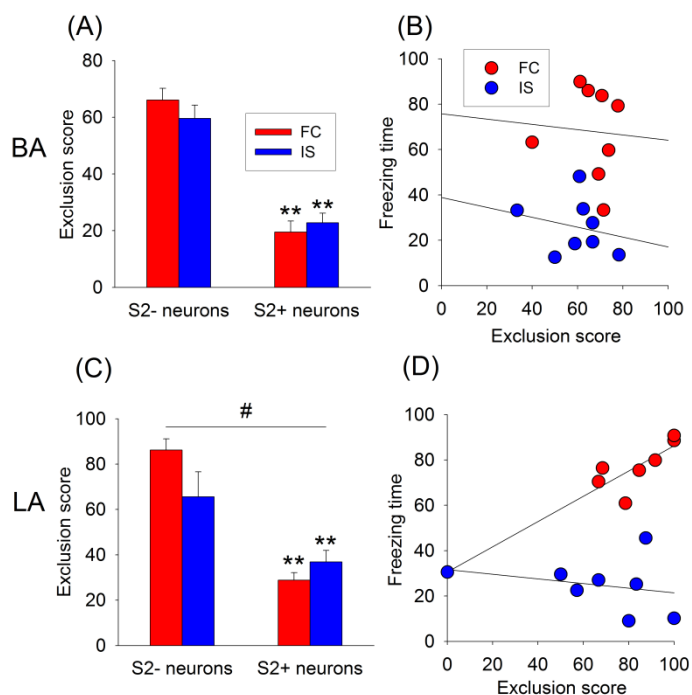 (A)
80
60
40
20
0
Exclusion score
BA
FC
IS
**
**
S2- neurons
S2+ neurons
(B)
100
80
60
40
20
0
Freezing time
FC
IS
0
20
40
60
80
100
Exclusion score
(C)
100
80
60
40
20
0
Exclusion score
LA
#
**
**
S2- neurons
S2+ neurons
(D)
100
80
60
40
20
0
Freezing time
0
20
40
60
80
100
Exclusion score